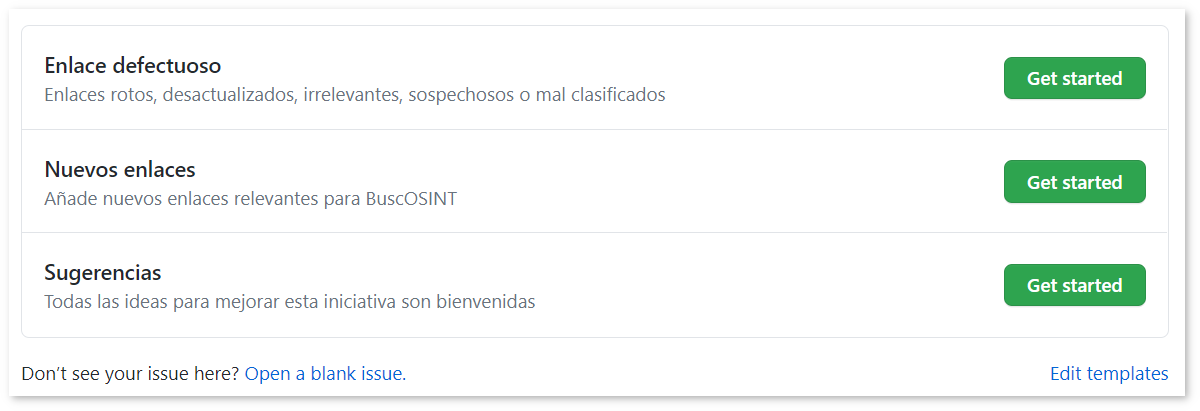 Enlace defectuoso
Enlaces rotos, desactualizados, irrelevantes, sospechosos o mal clasificados
Get started
Nuevos enlaces
Añade nuevos enlaces relevantes para BuscOSINT
Get started
Sugerencias
Todas las ideas para mejorar esta iniciativa son bienvenidas
Get started
Don’t see your issue here? Open a blank issue.
Edit templates